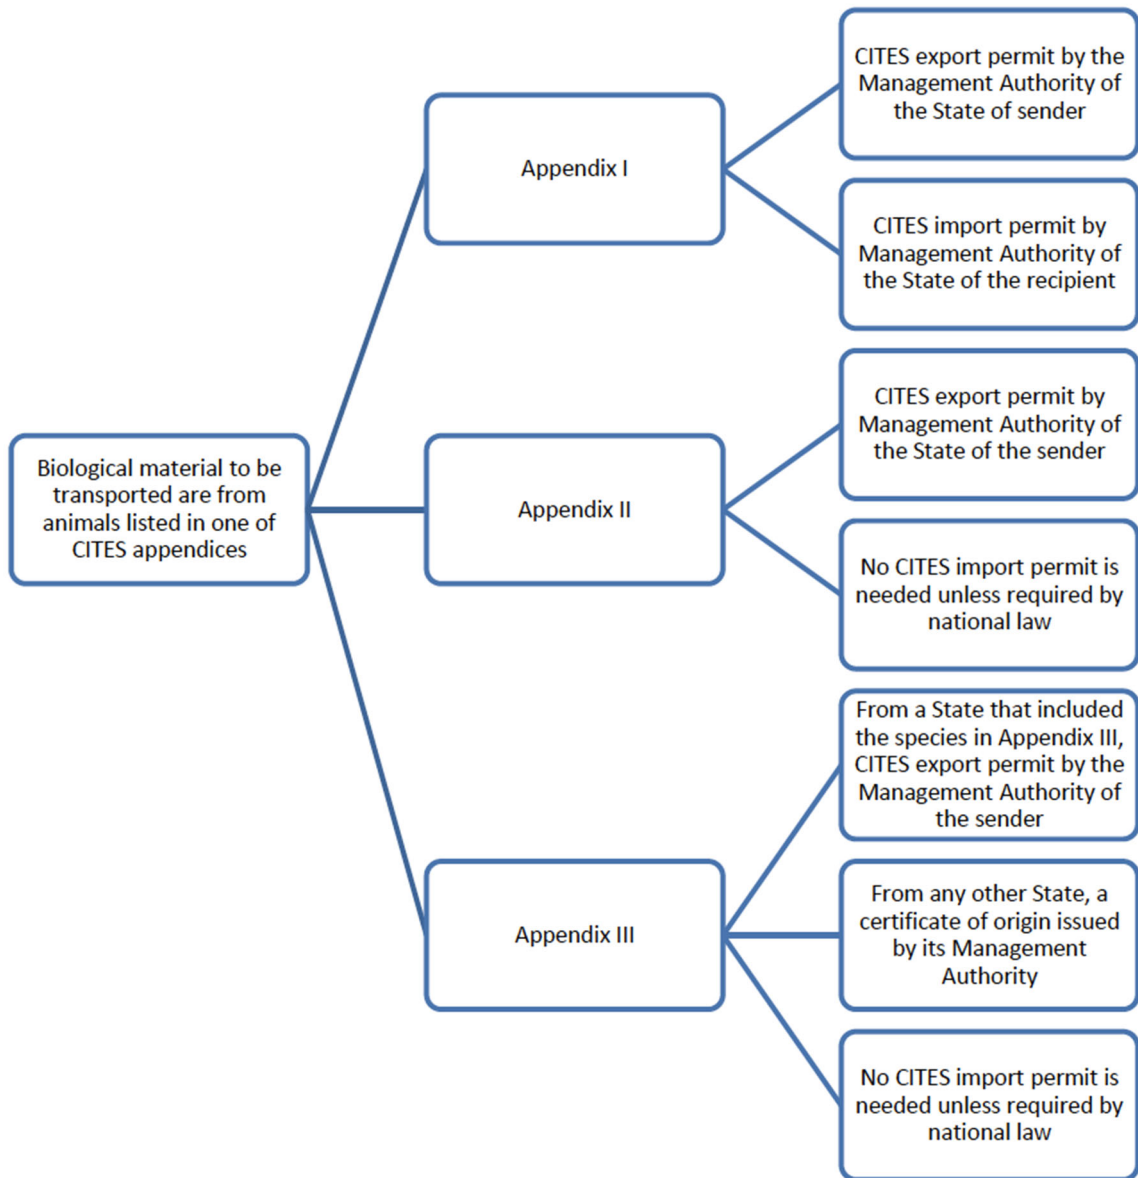 Biological material to be
transported are from
animals listed in one of
CITES appendices
Appendix I
CITES export permit by the
Management Authority of
the State of sender
CITES import permit by
Management Authority of
the State of the recipient
Appendix II
CITES export permit by
Management Authority of
the State of the sender
No CITES import permit is
needed unless required by
national law
Appendix III
From a State that included
the species in Appendix III,
CITES export permit by the
Management Authority of
the sender
From any other State, a
certificate of origin issued
by its Management
Authority
No CITES import permit is
needed unless required by
national law